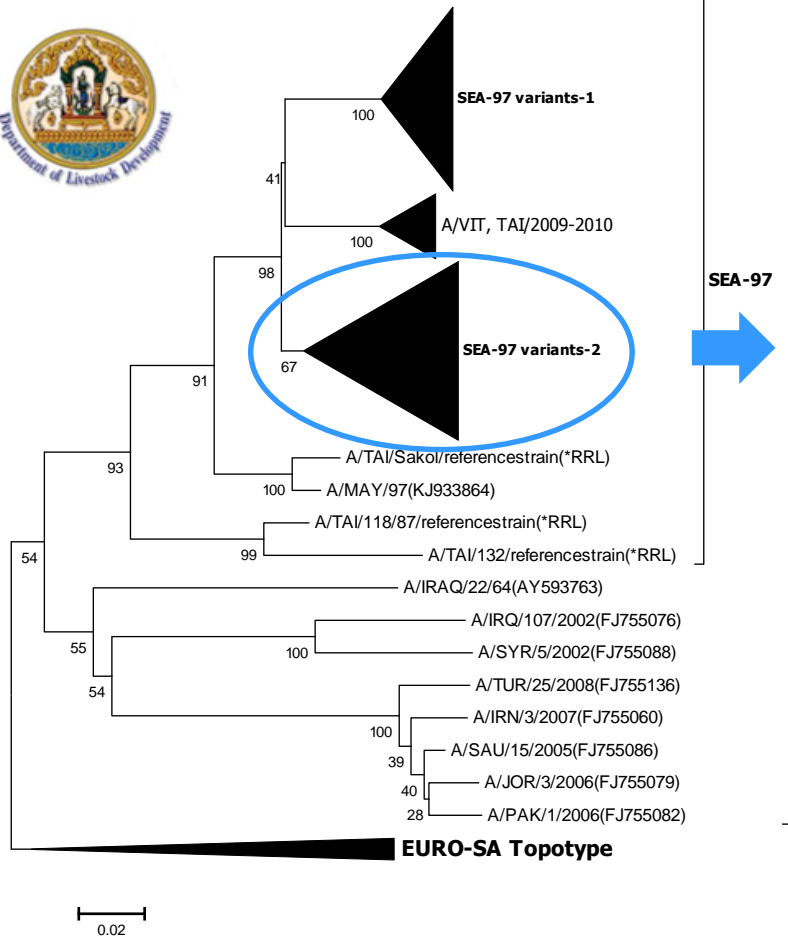 Department of Livestock Development
SEA-97 variants-1
100
41
A/VIT, TAI/2009-2010
100
98
SEA-97
SEA-97 variants-2
67
91
A/TAI/Sakol/referencestrain(*RRL)
93
100
A/MAY/97(KJ933864)
A/TAI/118/87/referencestrain(*RRL)
99
A/TAI/132/referencestrain(*RRL)
54
A/IRAQ/22/64(AY593763)
A/IRQ/107/2002(FJ755076)
55
100
A/SYR/5/2002(FJ755088)
54
A/TUR/25/2008(FJ755136)
A/IRN/3/2007(FJ755060)
100
A/SAU/15/2005(FJ755086)
39
A/JOR/3/2006(FJ755079)
40
28
A/PAK/1/2006(FJ755082)
EURO-SA Topotype
0.02